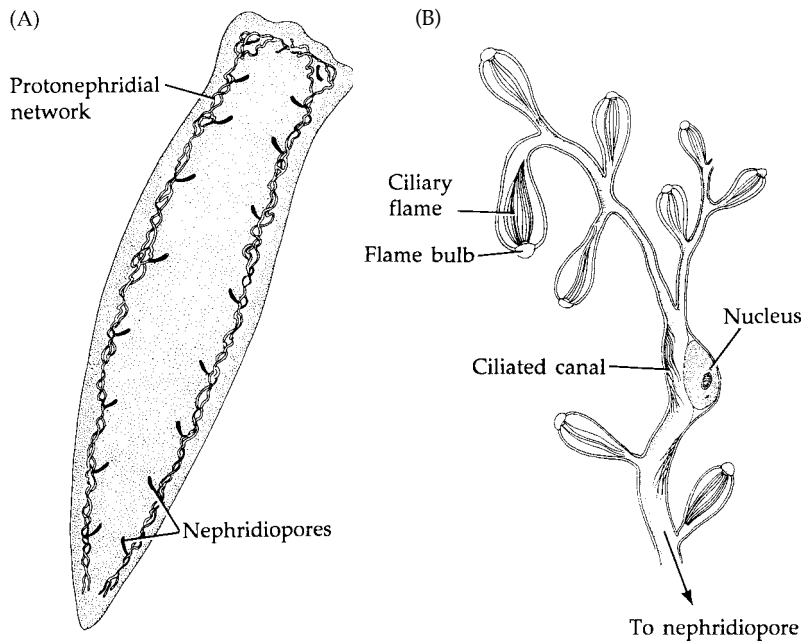 (A)
Protonephridial
network
Nephridiopores
(B)
Ciliary
flame
Flame bulb
Nucleus
Ciliated canal
To nephridiopore